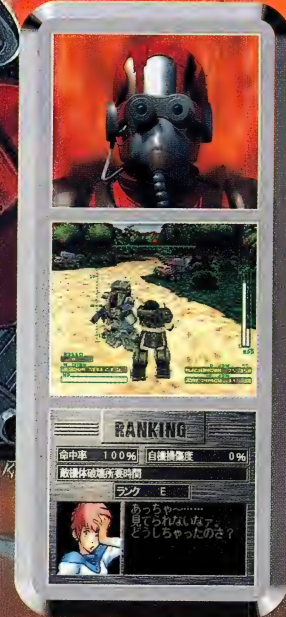 RANKING
命中率 100% 自機損傷度 0%
敵機体破壊所要時間
ランク E
あっちゃ〜……
見てられないなァ。
どうしちゃったのさ?